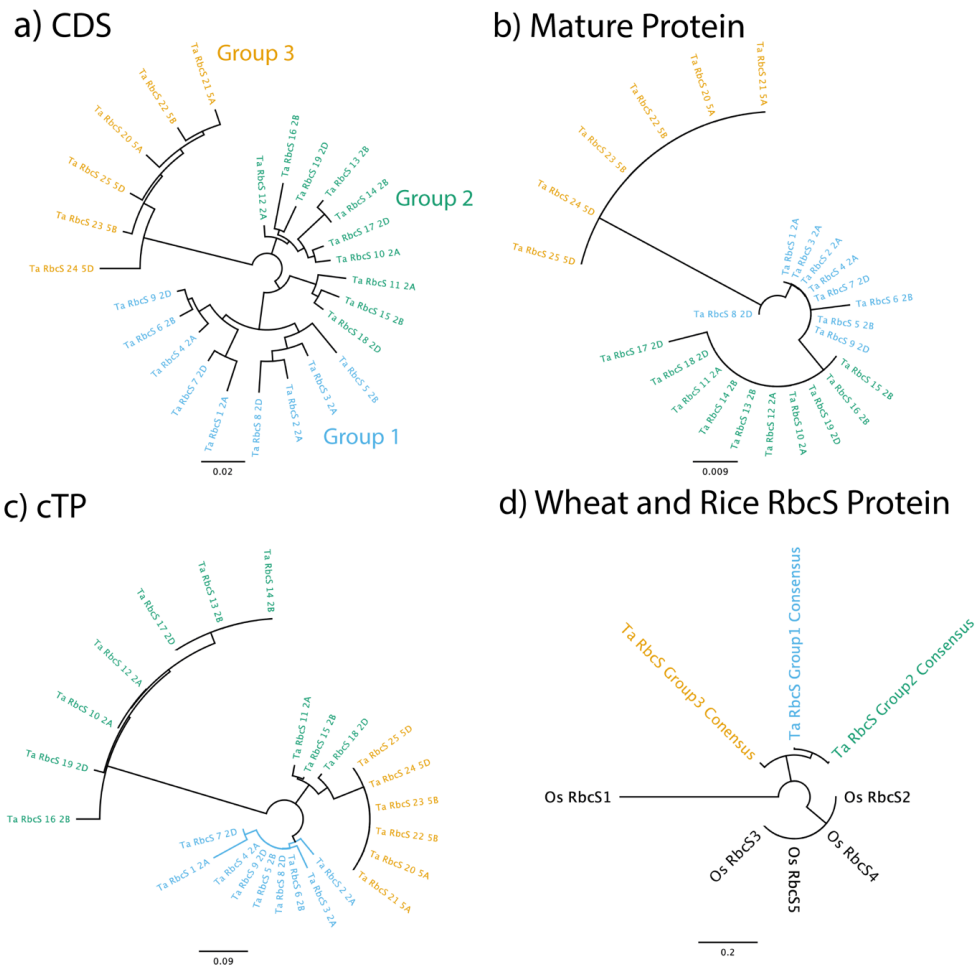 a) CDS
Group 3
Ta RbcS 21 5A
Ta RbcS 22 5B
Ta RbcS 20 5A
Ta RbcS 25 5D
Ta RbcS 23 5B
Ta RbcS 24 5D
Ta RbcS 12 2A
Ta RbcS 16 2B
Ta RbcS 19 2D
Ta RbcS 13 2B
Ta RbcS 14 2B
Group 2
Ta RbcS 17 2D
Ta RbcS 10 2A
Ta RbcS 11 2A
Ta RbcS 15 2B
Ta RbcS 18 2D
Ta RbcS 9 2D
Ta RbcS 6 2B
Ta RbcS 4 2A
Ta RbcS 7 2D
Ta RbcS 1 2A
Ta RbcS 8 2D
Ta RbcS 2 2A
Ta RbcS 3 2A
Ta RbcS 5 2B
Group 1
0.02
b) Mature Protein
Ta RbcS 21 5A
Ta RbcS 20 5A
Ta RbcS 22 5B
Ta RbcS 23 5B
Ta RbcS 24 5D
Ta RbcS 25 5D
Ta RbcS 1 2A
Ta RbcS 3 2A
Ta RbcS 2 2A
Ta RbcS 4 2A
Ta RbcS 7 2D
Ta RbcS 6 2B
Ta RbcS 5 2B
Ta RbcS 9 2D
Ta RbcS 8 2D
Ta RbcS 17 2D
Ta RbcS 18 2D
Ta RbcS 11 2A
Ta RbcS 14 2B
Ta RbcS 13 2B
Ta RbcS 12 2A
Ta RbcS 10 2A
Ta RbcS 19 2D
Ta RbcS 16 2B
Ta RbcS 15 2B
0.009
c) cTP
Ta RbcS 14 2B
Ta RbcS 13 2B
Ta RbcS 17 2D
Ta RbcS 12 2A
Ta RbcS 10 2A
Ta RbcS 19 2D
Ta RbcS 16 2B
Ta RbcS 11 2A
Ta RbcS 15 2B
Ta RbcS 18 2D
Ta RbcS 25 5D
Ta RbcS 24 5D
Ta RbcS 23 5B
Ta RbcS 22 5B
Ta RbcS 20 5A
Ta RbcS 21 5A
Ta RbcS 7 2D
Ta RbcS 1 2A
Ta RbcS 4 2A
Ta RbcS 9 2D
Ta RbcS 5 2B
Ta RbcS 8 2D
Ta RbcS 6 2B
Ta RbcS 3 2A
Ta RbcS 2 2A
0.09
d) Wheat and Rice RbcS Protein
Ta RbcS Group3 Consensus
Ta RbcS Group1 Consensus
Ta RbcS Group2 Consensus
Os RbcS1
Os RbcS2
Os RbcS3
Os RbcS5
Os RbcS4
0.2